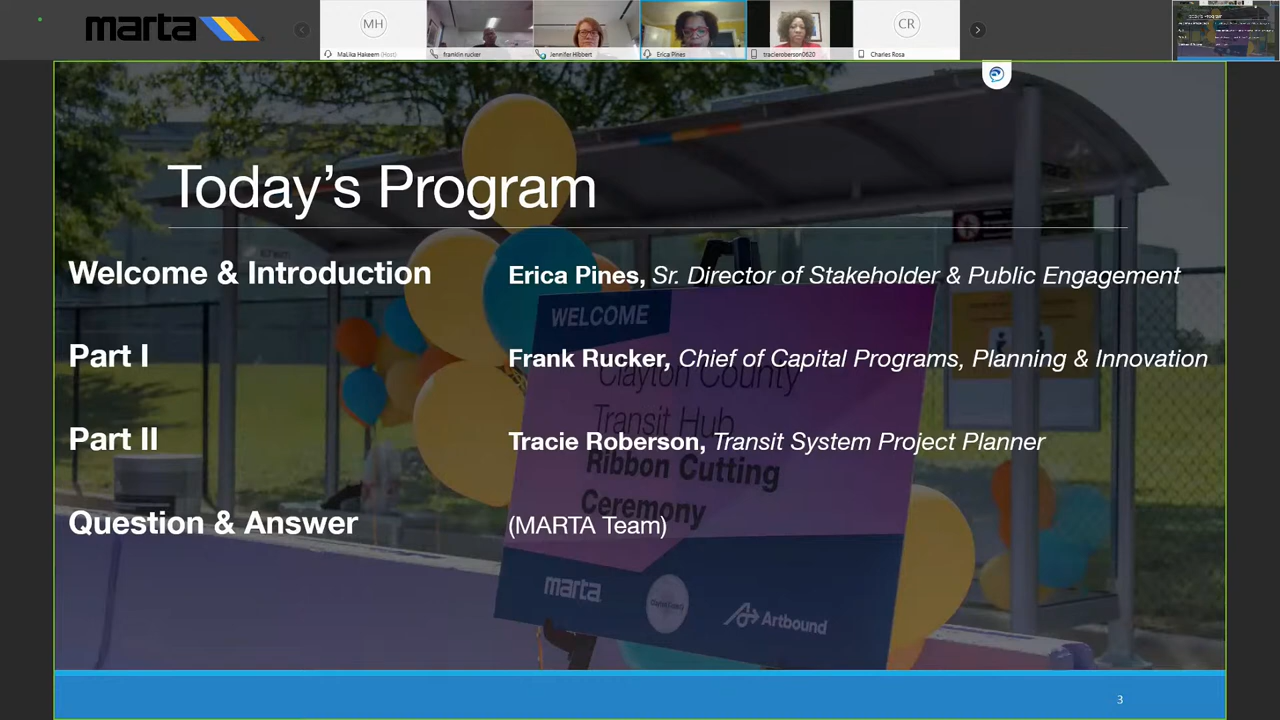 marta
MH
CR
Malika Hakeem (Host)
franklin rucker
Jennifer Hibbert
Erica Pines
tracieroberson0620
Charles Rosa
Today's Program
Welcome & Introduction
Erica Pines, Sr. Director of Stakeholder & Public Engagement
Part I
Frank Rucker, Chief of Capital Programs, Planning & Innovation
Part II
Tracie Roberson, Transit System Project Planner
Question & Answer
(MARTA Team)
WELCOME
Clayton County
Transit Hub
Ribbon Cutting
Ceremony
marta
Artbound
3